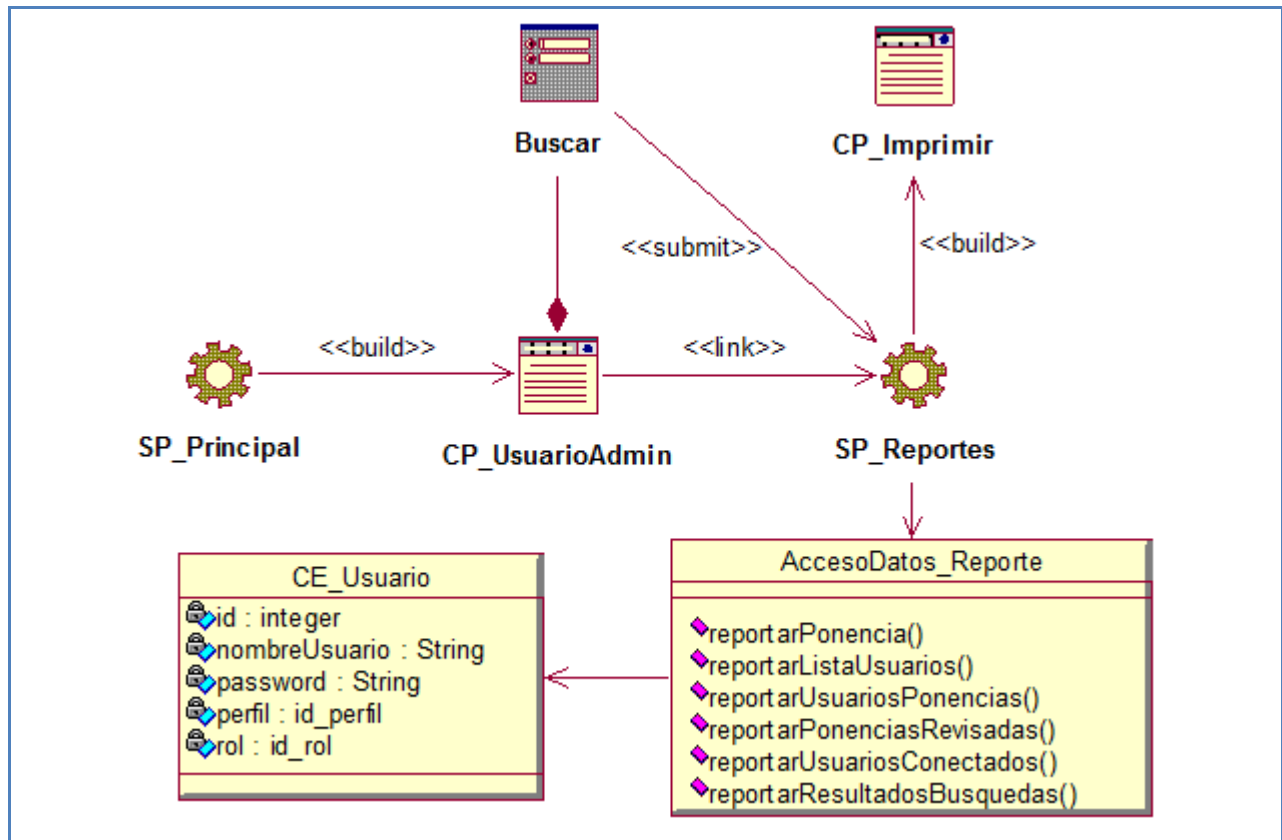 Buscar
CP_Imprimir
<<submit>>
<<build>>
<<build>>
<<link>>
SP_Principal
CP_UsuarioAdmin
SP_Reportes
CE_Usuario
id : integer
nombreUsuario : String
password : String
perfil : id_perfil
rol : id_rol
AccesoDatos_Reporte
reportarPonencia()
reportarListaUsuarios()
reportarUsuariosPonencias()
reportarPonenciasRevisadas()
reportarUsuariosConectados()
reportarResultadosBusquedas()